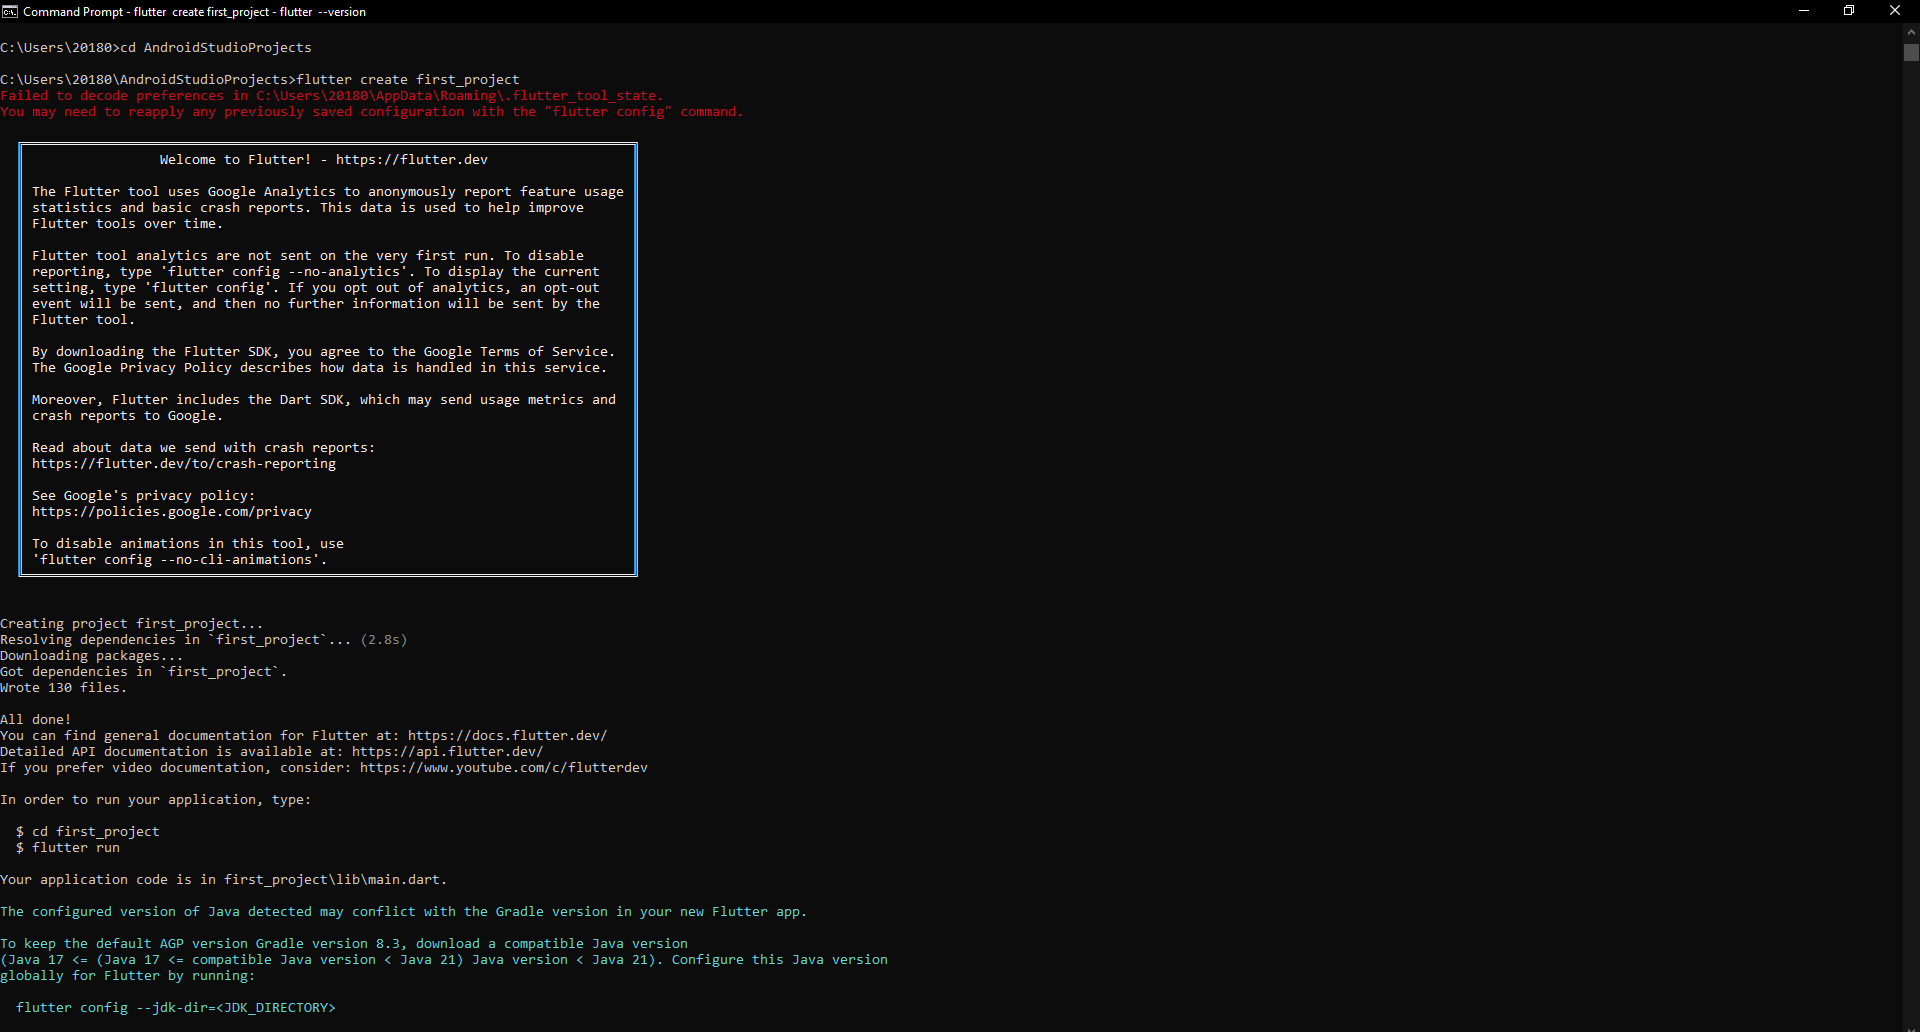 Command Prompt - flutter  create first_project - flutter  --version
C:\Users\20180>cd AndroidStudioProjects
C:\Users\20180\AndroidStudioProjects>flutter create first_project
Failed to decode preferences in C:\Users\20180\AppData\Roaming\.flutter_tool_state.
You may need to reapply any previously saved configuration with the "flutter config" command.
Welcome to Flutter! - https://flutter.dev
The Flutter tool uses Google Analytics to anonymously report feature usage
statistics and basic crash reports. This data is used to help improve
Flutter tools over time.
Flutter tool analytics are not sent on the very first run. To disable
reporting, type 'flutter config --no-analytics'. To display the current
setting, type 'flutter config'. If you opt out of analytics, an opt-out
event will be sent, and then no further information will be sent by the
Flutter tool.
By downloading the Flutter SDK, you agree to the Google Terms of Service.
The Google Privacy Policy describes how data is handled in this service.
Moreover, Flutter includes the Dart SDK, which may send usage metrics and
crash reports to Google.
Read about data we send with crash reports:
https://flutter.dev/to/crash-reporting
See Google's privacy policy:
https://policies.google.com/privacy
To disable animations in this tool, use
'flutter config --no-cli-animations'.
Creating project first_project...
Resolving dependencies in `first_project`... (2.8s)
Downloading packages...
Got dependencies in `first_project`.
Wrote 130 files.
All done!
You can find general documentation for Flutter at: https://docs.flutter.dev/
Detailed API documentation is available at: https://api.flutter.dev/
If you prefer video documentation, consider: https://www.youtube.com/c/flutterdev
In order to run your application, type:
$ cd first_project
$ flutter run
Your application code is in first_project\lib\main.dart.
The configured version of Java detected may conflict with the Gradle version in your new Flutter app.
To keep the default AGP version Gradle version 8.3, download a compatible Java version
(Java 17 <= (Java 17 <= compatible Java version < Java 21) Java version < Java 21). Configure this Java version
globally for Flutter by running:
flutter config --jdk-dir=<JDK_DIRECTORY>